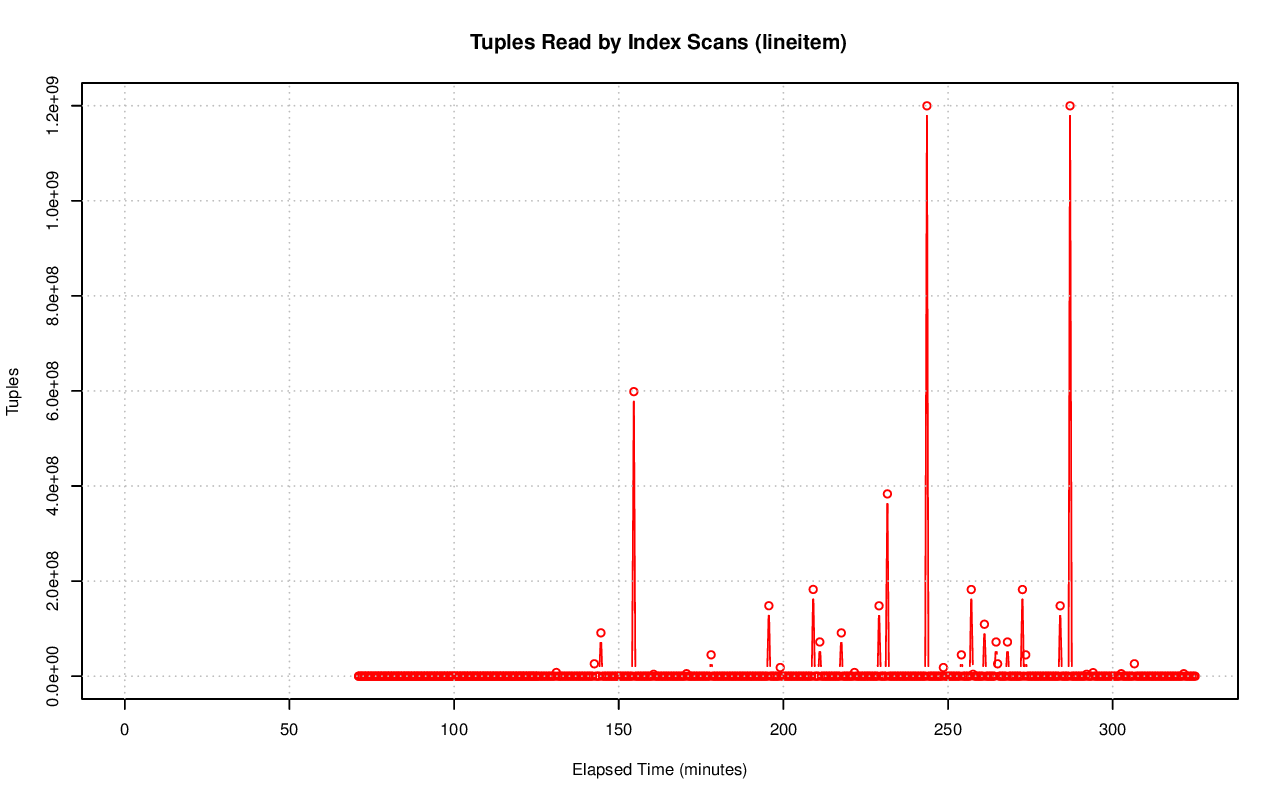 Tuples Read by Index Scans (lineitem)
1.2e+09
1.0e+09
8.0e+08
6.0e+08
4.0e+08
2.0e+08
0.0e+00
Tuples
0 50 100 150 200 250 300
Elapsed Time (minutes)